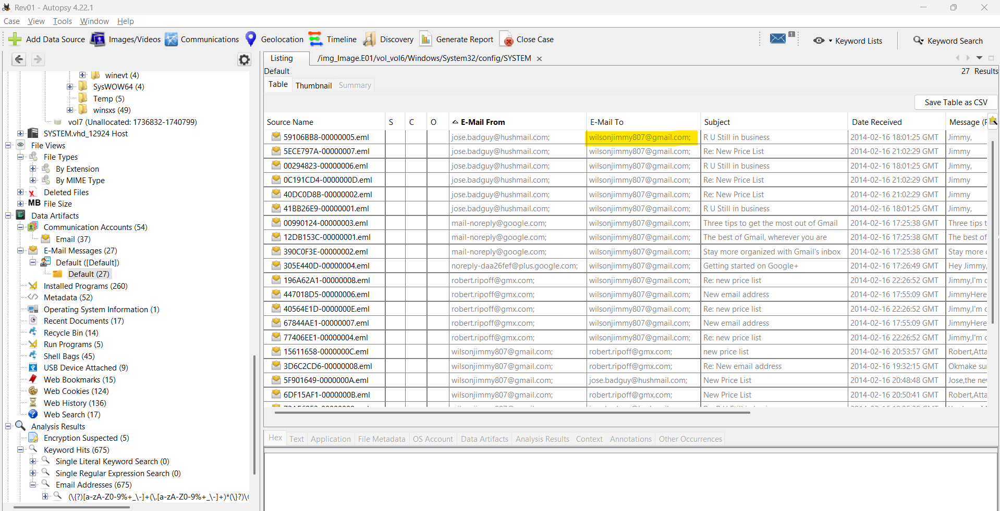 Rev01 - Autopsy 4.22.1
Case View Tools Window Help
Add Data Source Images/Videos Communications Geolocation Timeline Discovery Generate Report Close Case 1 Keyword Lists Keyword Search
Listing /img_Image.E01/vol_vol6/Windows/System32/config/SYSTEM
Default 27 Results
Table Thumbnail Summary
Save Table as CSV
winevt (4)
SysWOW64 (4)
Temp (5)
winsxs (49)
vol7 (Unallocated: 1736832-1740799)
SYSTEM.vhd_12924 Host
File Views
File Types
By Extension
By MIME Type
Deleted Files
MB File Size
Data Artifacts
Communication Accounts (54)
Email (37)
E-Mail Messages (27)
Default ([Default])
Default (27)
Installed Programs (260)
Metadata (52)
Operating System Information (1)
Recent Documents (17)
Recycle Bin (14)
Run Programs (5)
Shell Bags (45)
USB Device Attached (9)
Web Bookmarks (15)
Web Cookies (124)
Web History (136)
Web Search (17)
Analysis Results
Encryption Suspected (5)
Keyword Hits (675)
Single Literal Keyword Search (0)
Single Regular Expression Search (0)
Email Addresses (675)
(\{?)[a-zA-Z0-9%+_\-]+(\.[a-zA-Z0-9%+_\-]+)*(\}?)\
Source Name S C O E-Mail From E-Mail To Subject Date Received Message (
59106BB8-00000005.eml jose.badguy@hushmail.com; wilsonjimmy807@gmail.com; R U Still in business 2014-02-16 18:01:25 GMT Jimmy,
5ECE797A-00000007.eml jose.badguy@hushmail.com; wilsonjimmy807@gmail.com; Re: New Price List 2014-02-16 21:02:29 GMT Jimmy
00294823-00000006.eml jose.badguy@hushmail.com; wilsonjimmy807@gmail.com; R U Still in business 2014-02-16 18:01:25 GMT Jimmy,
0C191CD4-0000000D.eml jose.badguy@hushmail.com; wilsonjimmy807@gmail.com; Re: New Price List 2014-02-16 21:02:29 GMT Jimmy
40DC0D8B-00000002.eml jose.badguy@hushmail.com; wilsonjimmy807@gmail.com; Re: New Price List 2014-02-16 21:02:29 GMT Jimmy
41BB26E9-00000001.eml jose.badguy@hushmail.com; wilsonjimmy807@gmail.com; R U Still in business 2014-02-16 18:01:25 GMT Jimmy,
00990124-00000003.eml mail-noreply@google.com; wilsonjimmy807@gmail.com; Three tips to get the most out of Gmail 2014-02-16 17:25:38 GMT Three tips t
12DB153C-00000001.eml mail-noreply@google.com; wilsonjimmy807@gmail.com; The best of Gmail, wherever you are 2014-02-16 17:25:38 GMT The best of
390C0F3E-00000002.eml mail-noreply@google.com; wilsonjimmy807@gmail.com; Stay more organized with Gmail's inbox 2014-02-16 17:25:38 GMT Stay more
305E440D-00000004.eml noreply-daa26fef@plus.google.com; wilsonjimmy807@gmail.com; Getting started on Google+ 2014-02-16 17:26:49 GMT Hey Jimmy,
196A62A1-00000008.eml robert.ripoff@gmx.com; wilsonjimmy807@gmail.com; Re: new price list 2014-02-16 22:26:52 GMT Jimmy,I'm c
447018D5-00000006.eml robert.ripoff@gmx.com; wilsonjimmy807@gmail.com; New email address 2014-02-16 17:55:09 GMT JimmyHere
40564E1D-0000000E.eml robert.ripoff@gmx.com; wilsonjimmy807@gmail.com; Re: new price list 2014-02-16 22:26:52 GMT Jimmy,I'm c
67844AE1-00000007.eml robert.ripoff@gmx.com; wilsonjimmy807@gmail.com; New email address 2014-02-16 17:55:09 GMT JimmyHere
77406EE1-00000004.eml robert.ripoff@gmx.com; wilsonjimmy807@gmail.com; Re: new price list 2014-02-16 22:26:52 GMT Jimmy,I'm c
15611658-0000000C.eml wilsonjimmy807@gmail.com; robert.ripoff@gmx.com; new price list 2014-02-16 20:53:57 GMT Robert,Atta
3D6C2CD6-00000008.eml wilsonjimmy807@gmail.com; robert.ripoff@gmx.com; Re: New email address 2014-02-16 19:32:15 GMT Okmake su
5F901649-0000000A.eml wilsonjimmy807@gmail.com; jose.badguy@hushmail.com; New Price List 2014-02-16 20:48:48 GMT Jose,the ne
6DF15AF1-0000000B.eml wilsonjimmy807@gmail.com; robert.ripoff@gmx.com; New Price List 2014-02-16 20:50:41 GMT Robert,Atta
Hex Text Application File Metadata OS Account Data Artifacts Analysis Results Context Annotations Other Occurrences